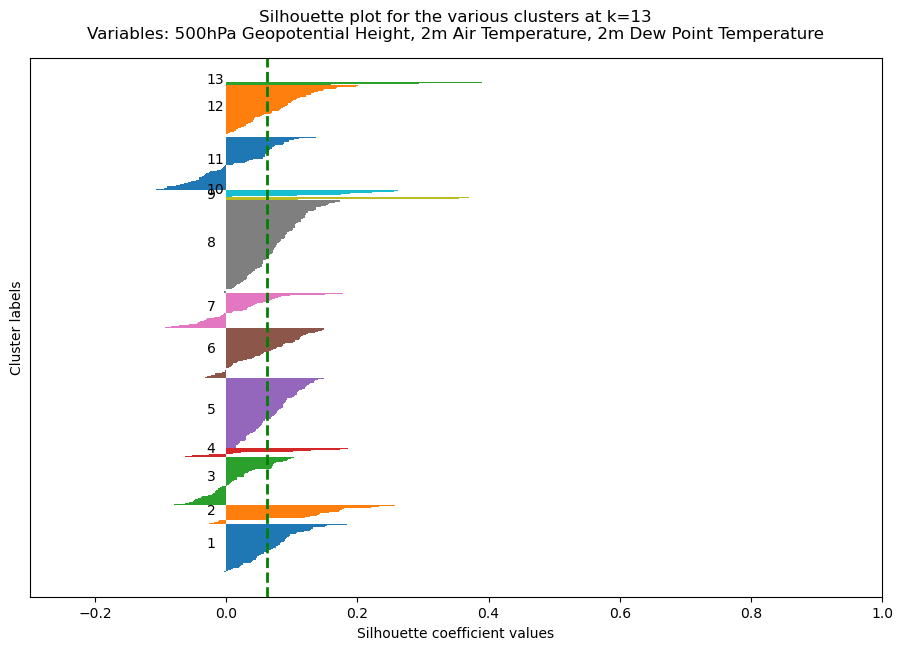 Silhouette plot for the various clusters at k=13
Variables: 500hPa Geopotential Height, 2m Air Temperature, 2m Dew Point Temperature
13
12
11
10
9
8
7
6
5
4
3
2
1
Cluster labels
−0.2 0.0 0.2 0.4 0.6 0.8 1.0
Silhouette coefficient values